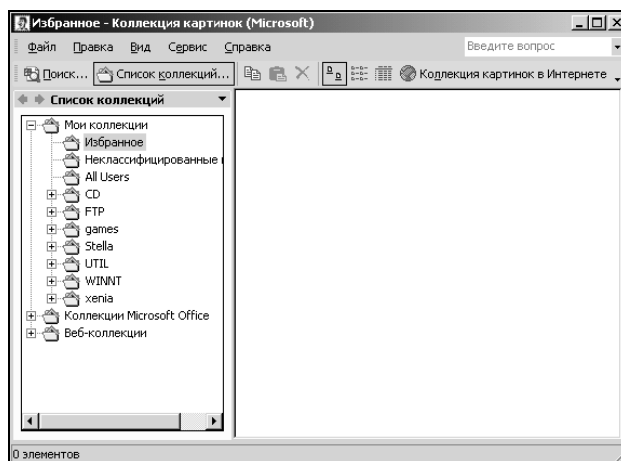 Избранное - Коллекция картинок (Microsoft)
Файл Правка Вид Сервис Справка Введите вопрос
Поиск... Список коллекций... Коллекция картинок в Интернете
Список коллекций
Мои коллекции
Избранное
Неклассифицированные
All Users
CD
FTP
games
Stella
UTIL
WINNT
xenia
Коллекции Microsoft Office
Веб-коллекции
0 элементов